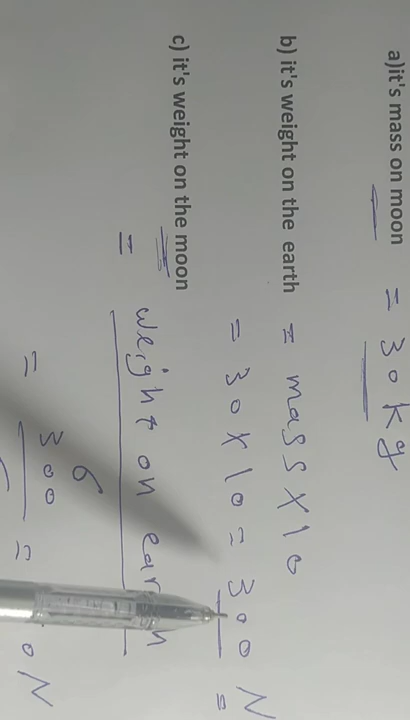 a)it's mass on moon = 30 kg
b) it's weight on the earth = mass x 10
= 30 x 10 = 300 N =
c) it's weight on the moon
= weight on earth
6
= 300 =
N